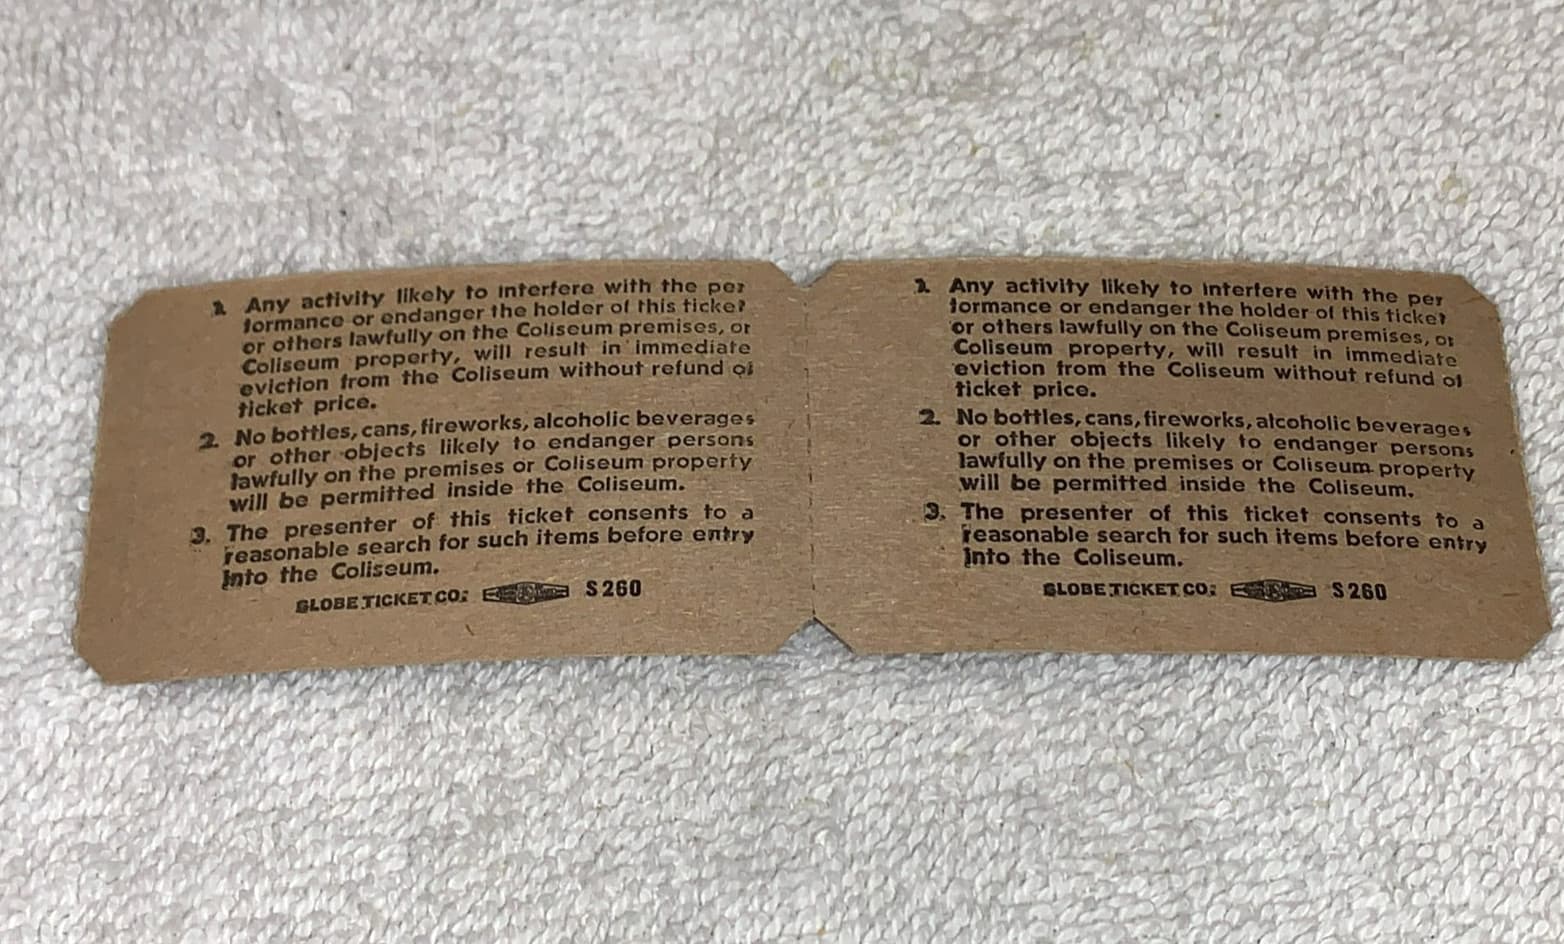 1. Any activity likely to interfere with the per
formance or endanger the holder of this ticket
or others lawfully on the Coliseum premises, or
Coliseum property, will result in immediate
eviction from the Coliseum without refund of
ticket price.
2. No bottles, cans, fireworks, alcoholic beverages
or other objects likely to endanger persons
lawfully on the premises or Coliseum property
will be permitted inside the Coliseum.
3. The presenter of this ticket consents to a
reasonable search for such items before entry
into the Coliseum.
GLOBE TICKET CO. S260
1. Any activity likely to interfere with the per
formance or endanger the holder of this ticket
or others lawfully on the Coliseum premises, or
Coliseum property, will result in immediate
eviction from the Coliseum without refund of
ticket price.
2. No bottles, cans, fireworks, alcoholic beverages
or other objects likely to endanger persons
lawfully on the premises or Coliseum property
will be permitted inside the Coliseum.
3. The presenter of this ticket consents to a
reasonable search for such items before entry
into the Coliseum.
GLOBE TICKET CO. S260